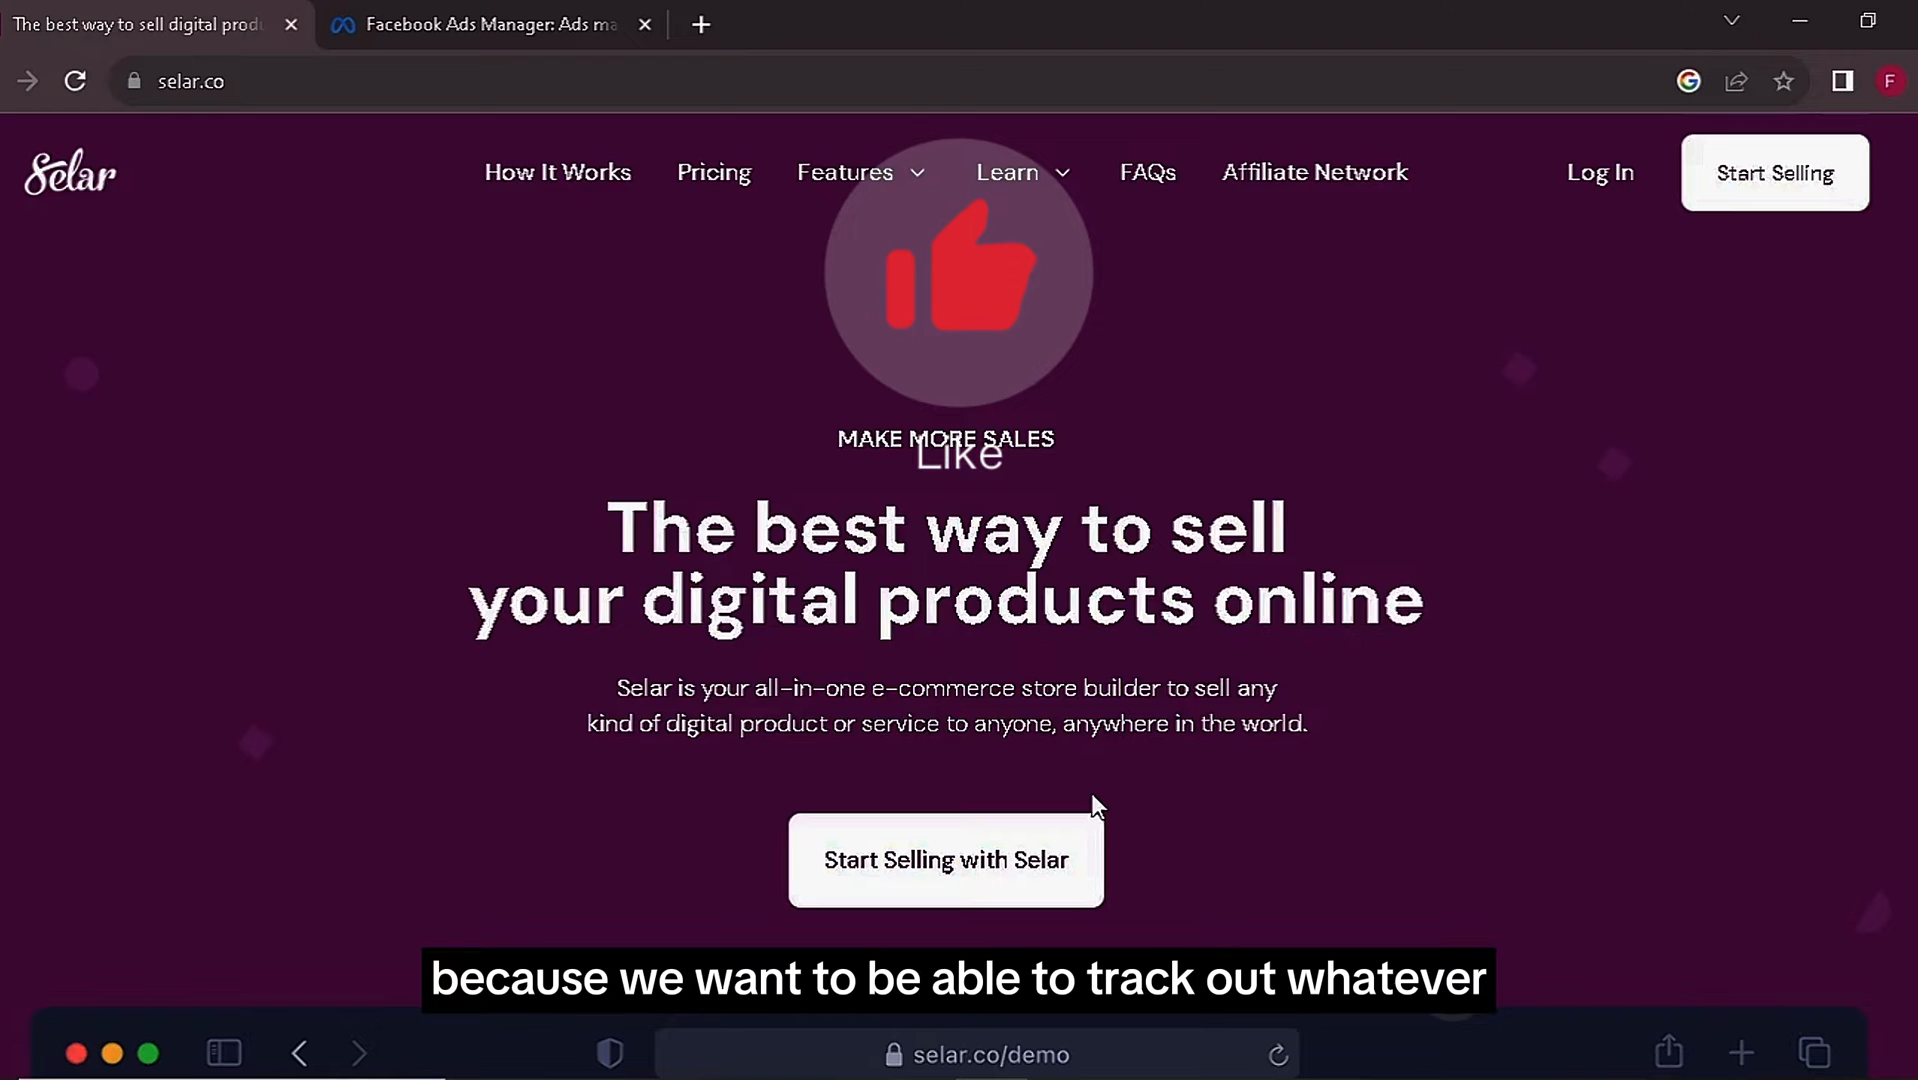 The best way to sell digital prod
Facebook Ads Manager: Ads ma
selar.co
F
Selar
How It Works
Pricing
Features
Learn
FAQs
Affiliate Network
Log In
Start Selling
MAKE MORE SALES
Like
The best way to sell
your digital products online
Selar is your all-in-one e-commerce store builder to sell any
kind of digital product or service to anyone, anywhere in the world.
Start Selling with Selar
because we want to be able to track out whatever
selar.co/demo